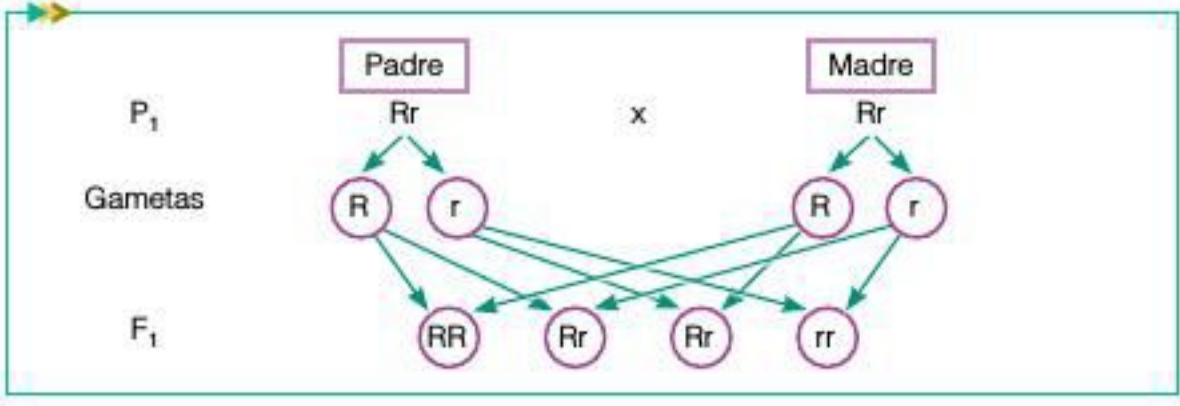 Padre Madre
P₁ Rr x Rr
Gametas R r R r
F₁ RR Rr Rr rr